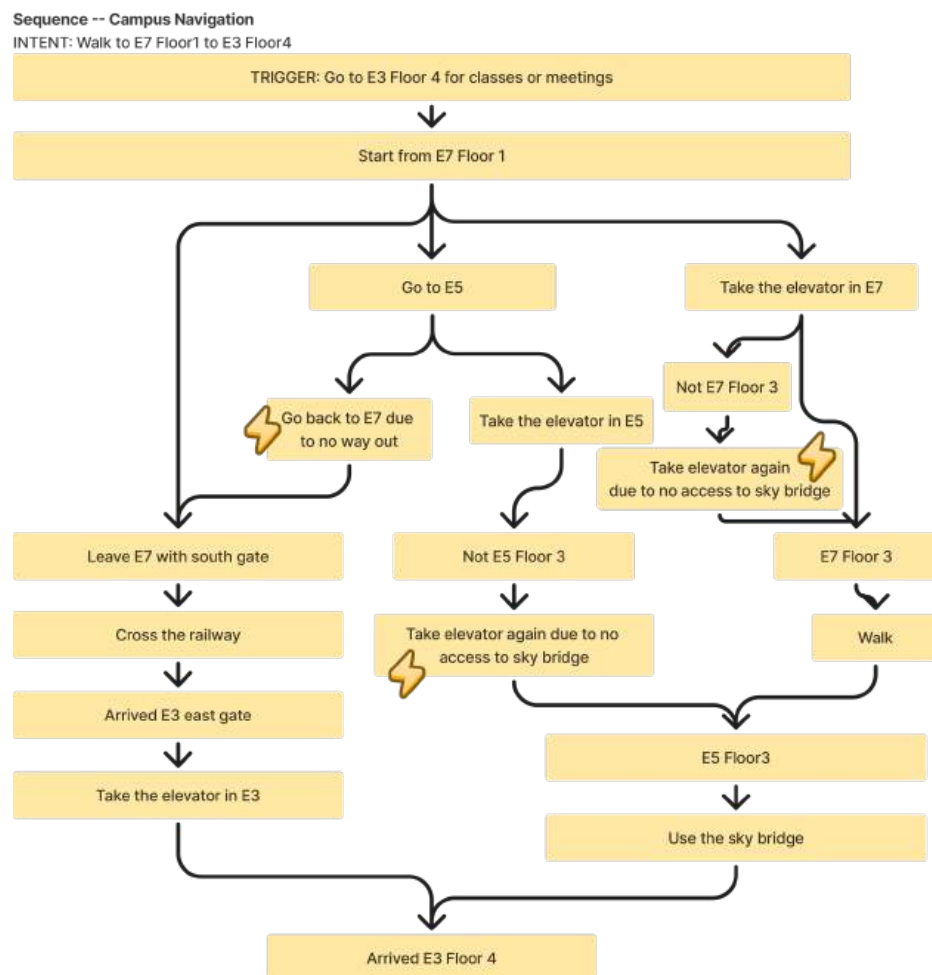 Sequence -- Campus Navigation
INTENT: Walk to E7 Floor1 to E3 Floor4
TRIGGER: Go to E3 Floor 4 for classes or meetings
Start from E7 Floor 1
Go to E5
Take the elevator in E7
Not E7 Floor 3
Go back to E7 due
to no way out
Take the elevator in E5
Take elevator again
due to no access to sky bridge
Leave E7 with south gate
Not E5 Floor 3
E7 Floor 3
Cross the railway
Take elevator again due to no
access to sky bridge
Walk
Arrived E3 east gate
E5 Floor3
Take the elevator in E3
Use the sky bridge
Arrived E3 Floor 4